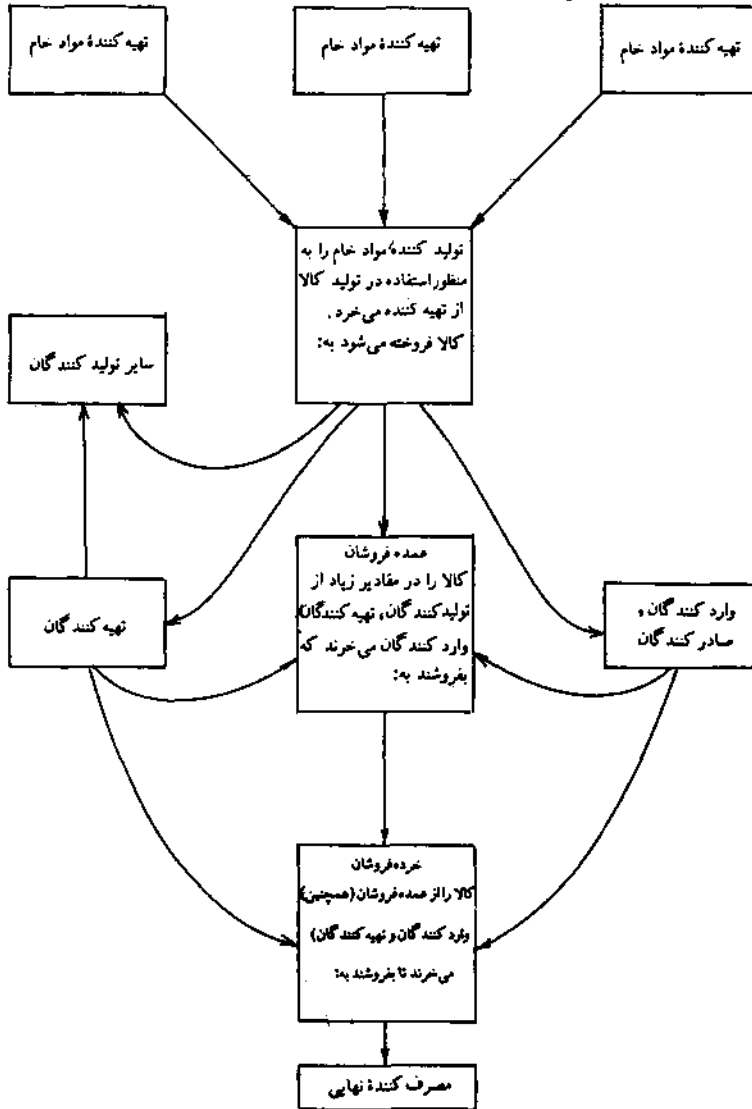 تهیه کنندهٔ مواد خام
تهیه کنندهٔ مواد خام
تهیه کنندهٔ مواد خام
تولید کنندهٔ مواد خام را به
منظور استفاده در تولید کالا
از تهیه کننده می‌خرد.
کالا فروخته می‌شود به:
سایر تولید کنندگان
عمده فروشان
کالا را در مقادیر زیاد از
تولیدکنندگان، تهیه‌کنندگان)
وارد کنندگان می‌خرند که
بفروشند به:
وارد کنندگان و
صادر کنندگان
تهیه کنندگان
خرده‌فروشان
کالا را از عمده فروشان (همچنین)
وارد کنندگان و تهیه کنندگان)
می‌خرند تا بفروشند به:
مصرف کنندهٔ نهایی